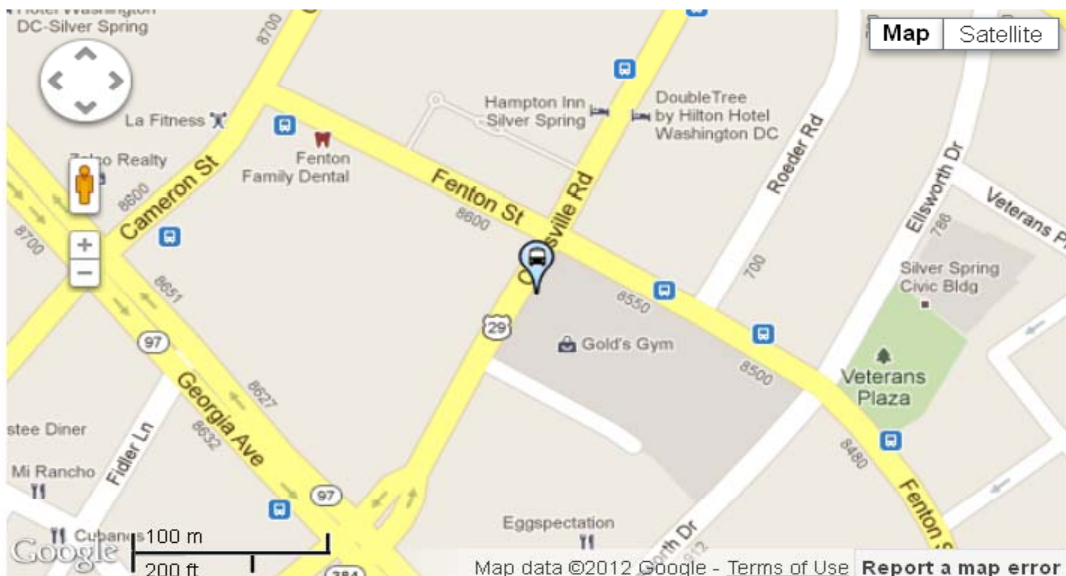 DC-Silver Spring
8700
Map
Satellite
La Fitness
Hampton Inn
Silver Spring
DoubleTree
by Hilton Hotel
Washington DC
Roeder Rd
Ellsworth Dr
Realty
Fenton
Family Dental
Fenton St
8600
8600
Cameron St
8700
Veterans
786
Silver Spring
Civic Bldg
700
8651
8550
97
29
Gold's Gym
8500
Veterans
Plaza
Georgia Ave
8627
8632
Fidler Ln
Mi Rancho
8480
Fenton
97
Eggspectation
Google
100 m
200 ft
Map data ©2012 Google - Terms of Use
Report a map error